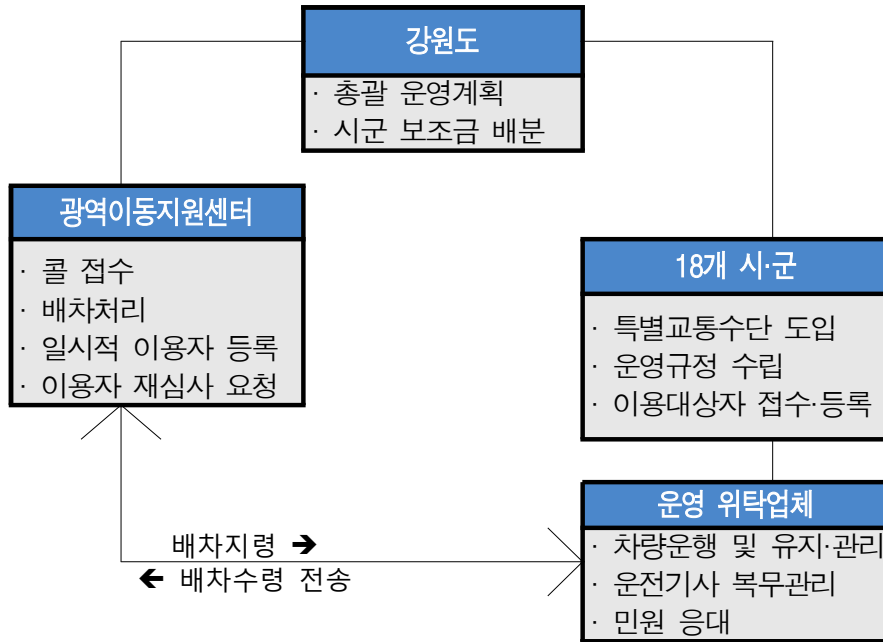 강원도
· 총괄 운영계획
· 시군 보조금 배분
광역이동지원센터
· 콜 접수
· 배차처리
· 일시적 이용자 등록
· 이용자 재심사 요청
18개 시·군
· 특별교통수단 도입
· 운영규정 수립
· 이용대상자 접수·등록
운영 위탁업체
· 차량운행 및 유지·관리
· 운전기사 복무관리
· 민원 응대
배차지령 ➔
🡸 배차수령 전송